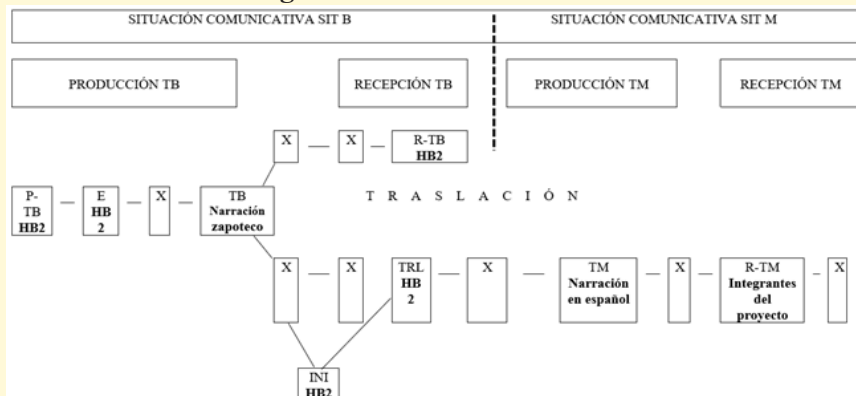 SITUACIÓN COMUNICATIVA SIT B
SITUACIÓN COMUNICATIVA SIT M
PRODUCCIÓN TB
RECEPCIÓN TB
PRODUCCIÓN TM
RECEPCIÓN TM
X
X
R-TB
HB2
P-
TB
HB2
E
HB
2
X
TB
Narración
zapoteco
T R A S L A C I Ó N
X
X
TRL
HB
2
X
TM
Narración
en español
X
R-TM
Integrantes
del
proyecto
X
INI
HB2